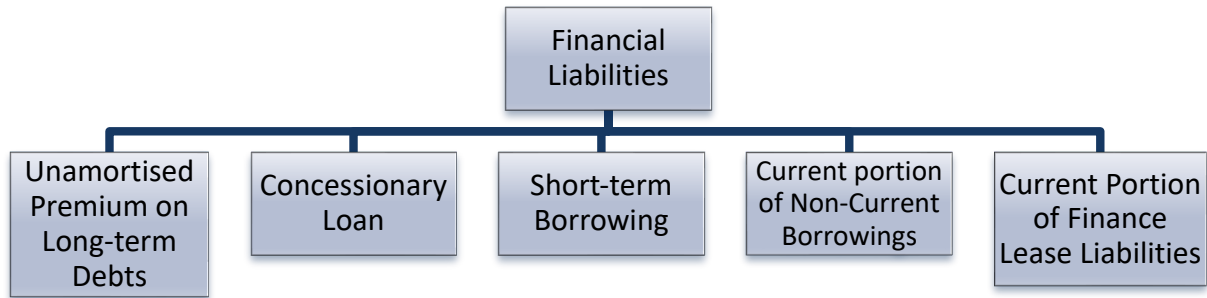 Financial
Liabilities
Unamortised
Premium on
Long-term
Debts
Concessionary
Loan
Short-term
Borrowing
Current portion
of Non-Current
Borrowings
Current Portion
of Finance
Lease Liabilities